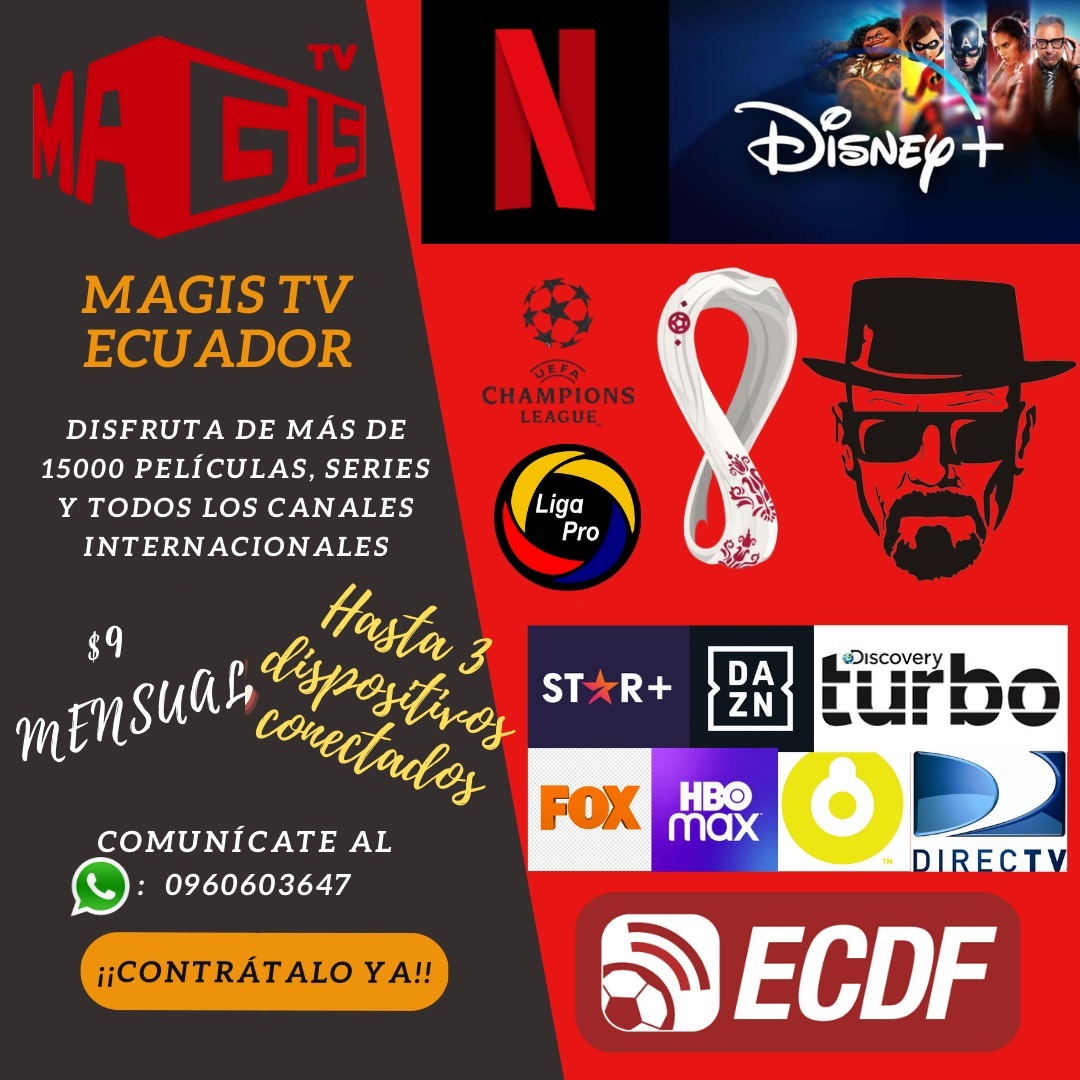 MAGIS TV
MAGIS TV
ECUADOR
DISFRUTA DE MÁS DE
15000 PELÍCULAS, SERIES
Y TODOS LOS CANALES
INTERNACIONALES
$9
MENSUAL
Hasta 3
dispositivos
conectados
COMUNÍCATE AL
: 0960603647
¡¡CONTRÁTALO YA!!
N
Disney+
UEFA
CHAMPIONS
LEAGUE
Liga
Pro
STAR+
DA
ZN
Discovery
turbo
FOX
HBO
max
TM
DIRECTV
ECDF